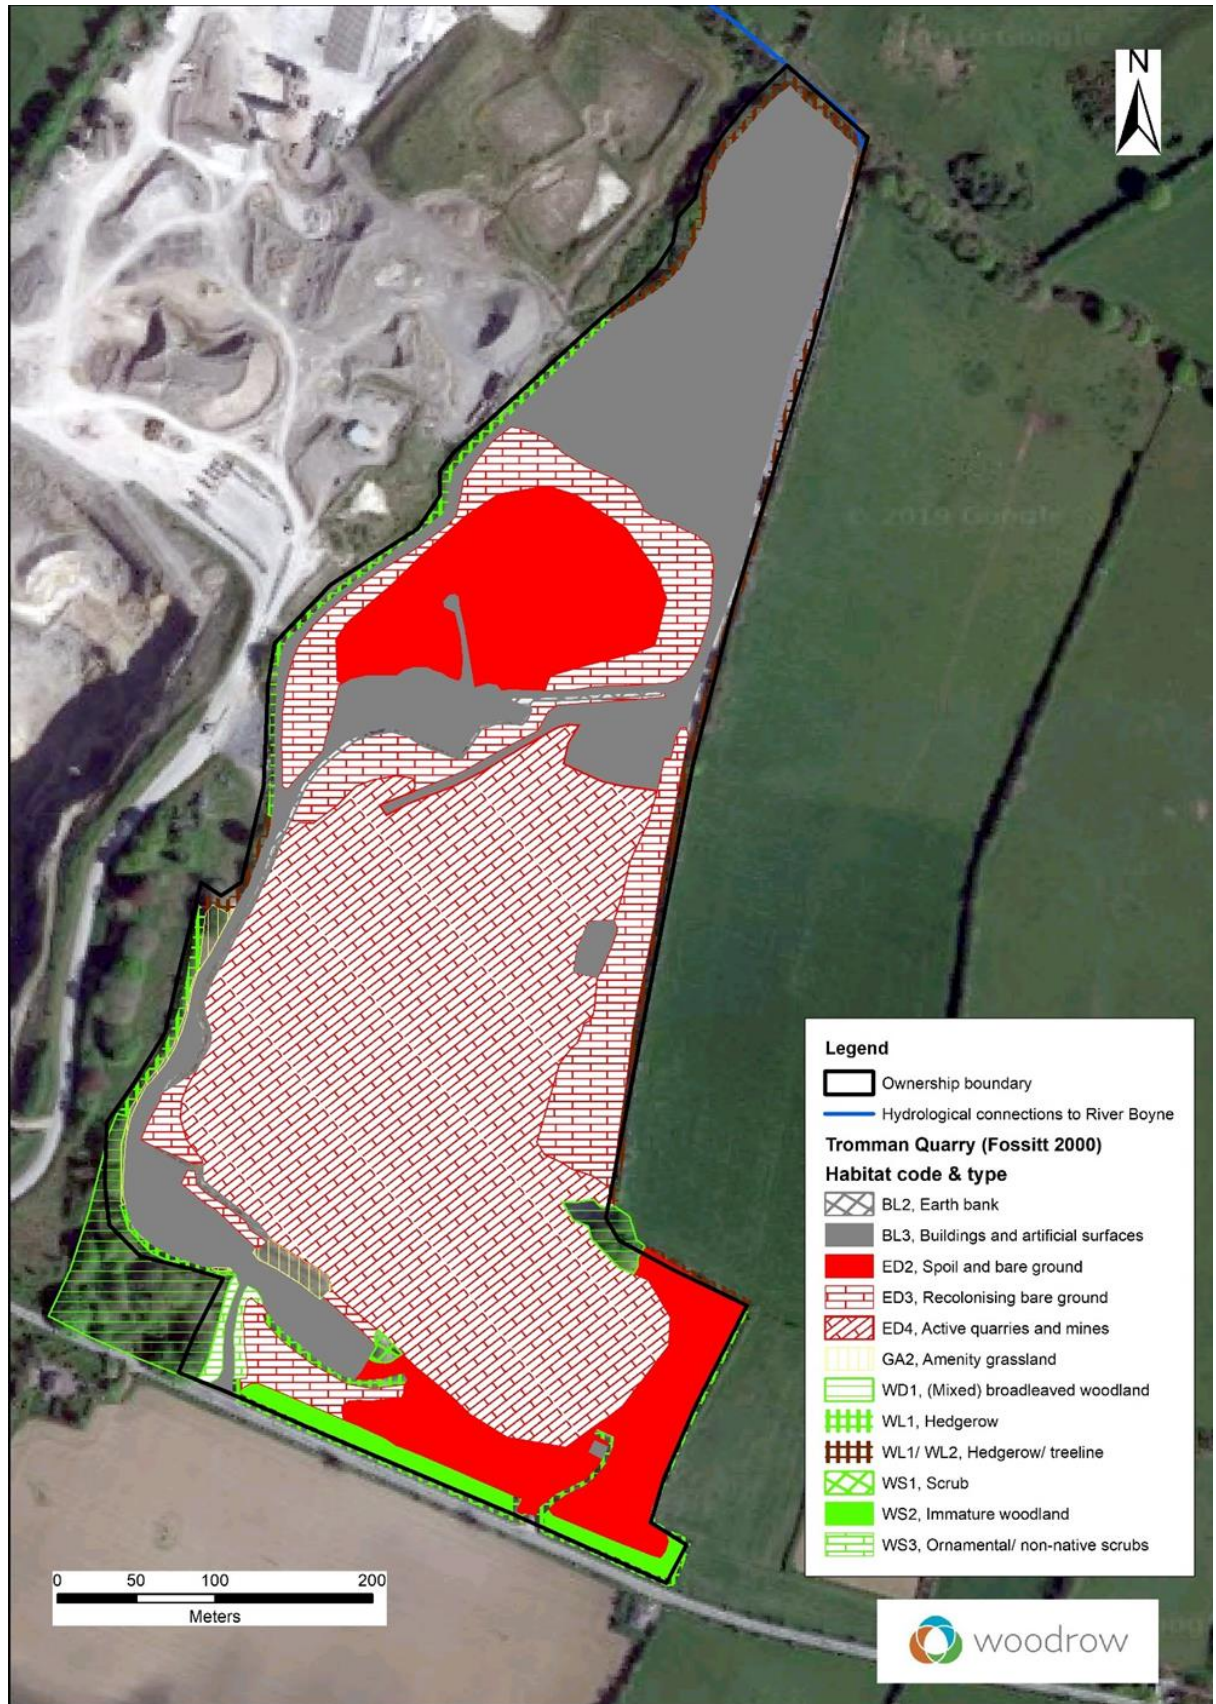 2019 Google
N
© 2019 Google
Legend
Ownership boundary
Hydrological connections to River Boyne
Tromman Quarry (Fossitt 2000)
Habitat code & type
BL2, Earth bank
BL3, Buildings and artificial surfaces
ED2, Spoil and bare ground
ED3, Recolonising bare ground
ED4, Active quarries and mines
GA2, Amenity grassland
WD1, (Mixed) broadleaved woodland
WL1, Hedgerow
WL1/ WL2, Hedgerow/ treeline
WS1, Scrub
WS2, Immature woodland
WS3, Ornamental/ non-native scrubs
0 50 100 200
Meters
woodrow